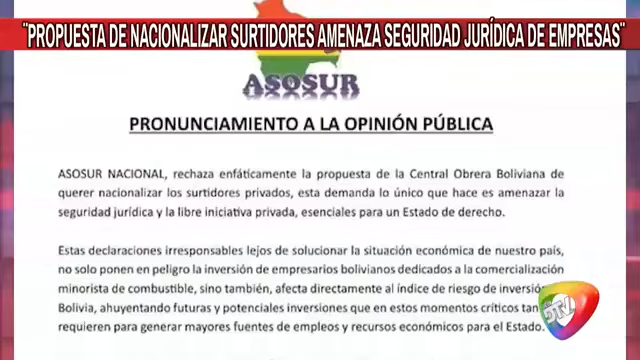 "PROPUESTA DE NACIONALIZAR SURTIDORES AMENAZA SEGURIDAD JURÍDICA DE EMPRESAS"
ASOSUR
PRONUNCIAMIENTO A LA OPINIÓN PÚBLICA
ASOSUR NACIONAL, rechaza enfáticamente la propuesta de la Central Obrera Boliviana de
querer nacionalizar los surtidores privados, esta demanda lo único que hace es amenazar la
seguridad jurídica y la libre iniciativa privada, esenciales para un Estado de derecho.
Estas declaraciones irresponsables lejos de solucionar la situación económica de nuestro país,
no solo ponen en peligro la inversión de empresarios bolivianos dedicados a la comercialización
minorista de combustible, sino también, afecta directamente al índice de riesgo de inversión
Bolivia, ahuyentando futuras y potenciales inversiones que en estos momentos críticos
requieren para generar mayores fuentes de empleos y recursos económicos para el Estado.